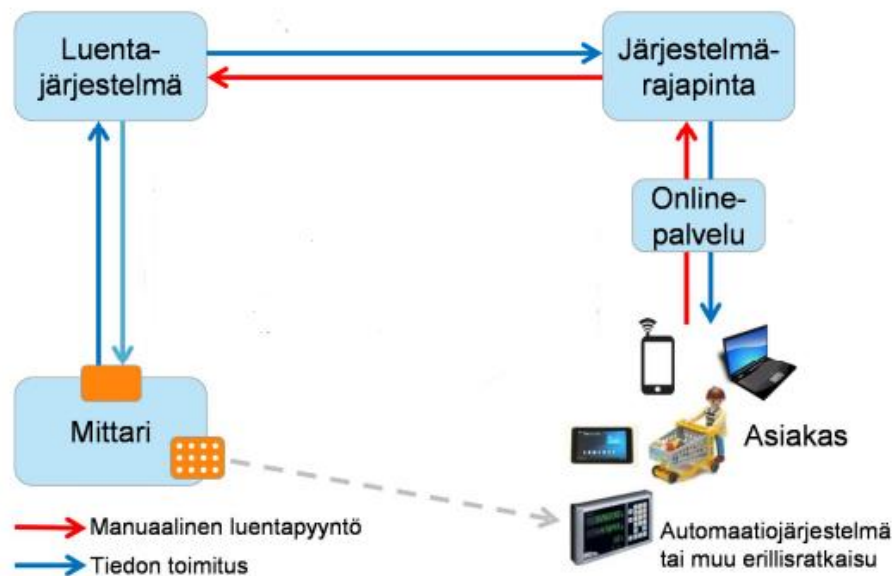 Luenta-
järjestelmä
Järjestelmä-
rajapinta
Online-
palvelu
Mittari
Asiakas
Manuaalinen luentapyyntö
Tiedon toimitus
Automaatiojärjestelmä
tai muu erillisratkaisu